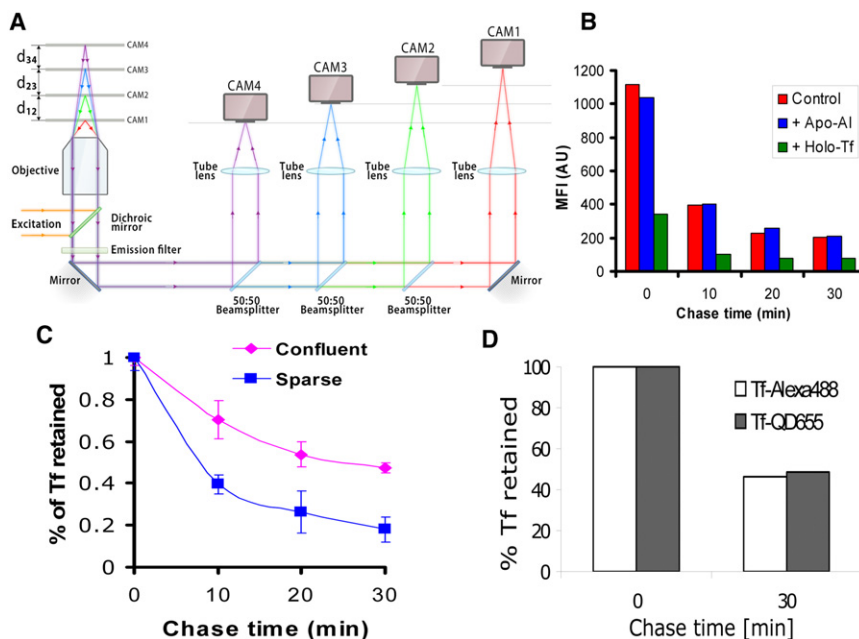 A
CAM4
d34
CAM3
d23
CAM2
d12
CAM1
Objective
Excitation
Dichroic
mirror
Emission filter
Mirror
CAM4
CAM3
CAM2
CAM1
Tube
lens
Tube
lens
Tube
lens
Tube
lens
50:50
Beamsplitter
50:50
Beamsplitter
50:50
Beamsplitter
Mirror
B
MFI (AU)
1200
1000
800
600
400
200
0
Control
+ Apo-AI
+ Holo-Tf
0 10 20 30
Chase time (min)
C
% of Tf retained
1
0.8
0.6
0.4
0.2
0
Confluent
Sparse
0 10 20 30
Chase time (min)
D
% Tf retained
100
80
60
40
20
0
Tf-Alexa488
Tf-QD655
0 30
Chase time [min]